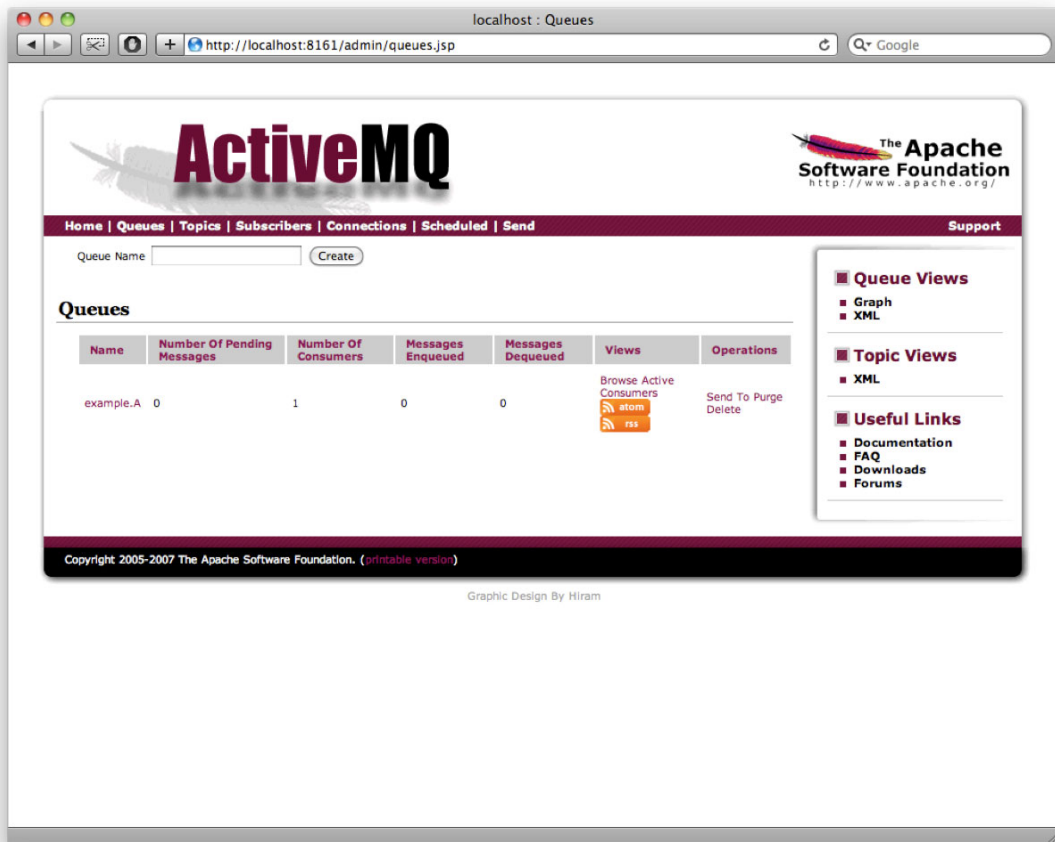 localhost : Queues
http://localhost:8161/admin/queues.jsp
Google
ActiveMQ
The Apache
Software Foundation
http://www.apache.org/
Home | Queues | Topics | Subscribers | Connections | Scheduled | Send
Support
Queue Name
Create
Queues
Name
Number Of Pending
Messages
Number Of
Consumers
Messages
Enqueued
Messages
Dequeued
Views
Operations
example.A
0
1
0
0
Browse Active
Consumers
atom
rss
Send To Purge
Delete
Queue Views
Graph
XML
Topic Views
XML
Useful Links
Documentation
FAQ
Downloads
Forums
Copyright 2005-2007 The Apache Software Foundation. (printable version)
Graphic Design By Hiram